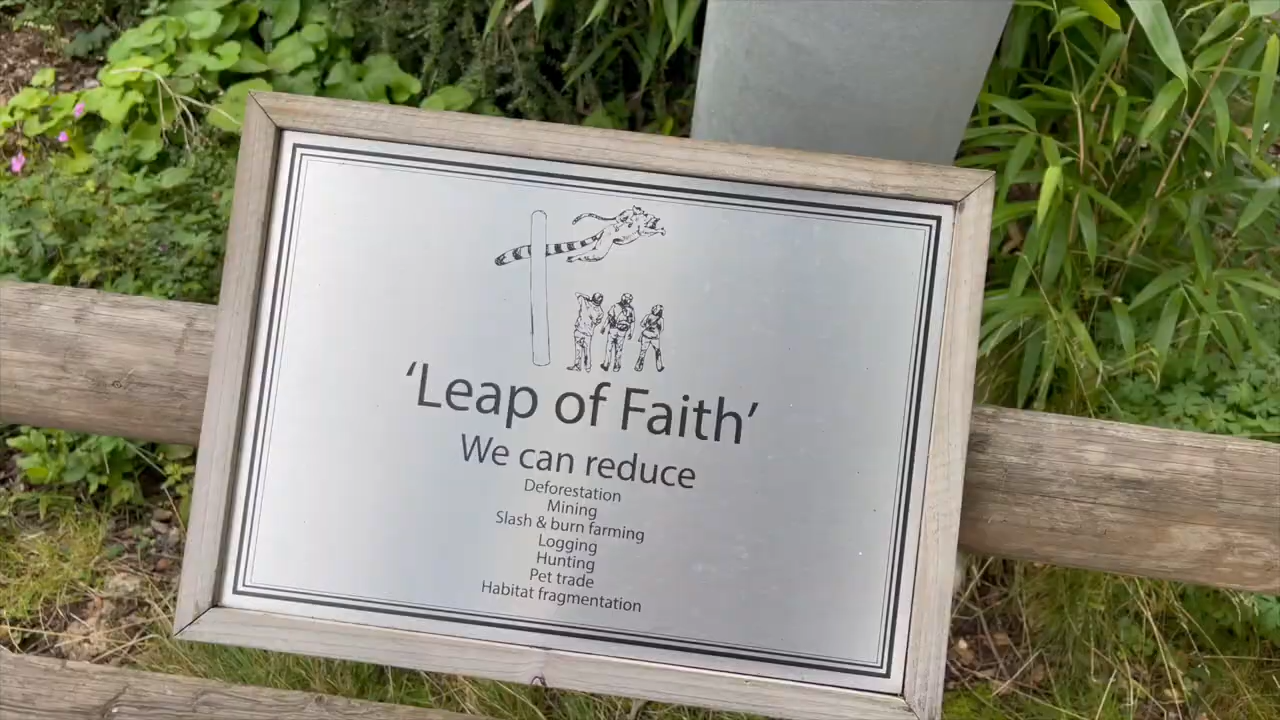 ‘Leap of Faith’
We can reduce
Deforestation
Mining
Slash & burn farming
Logging
Hunting
Pet trade
Habitat fragmentation